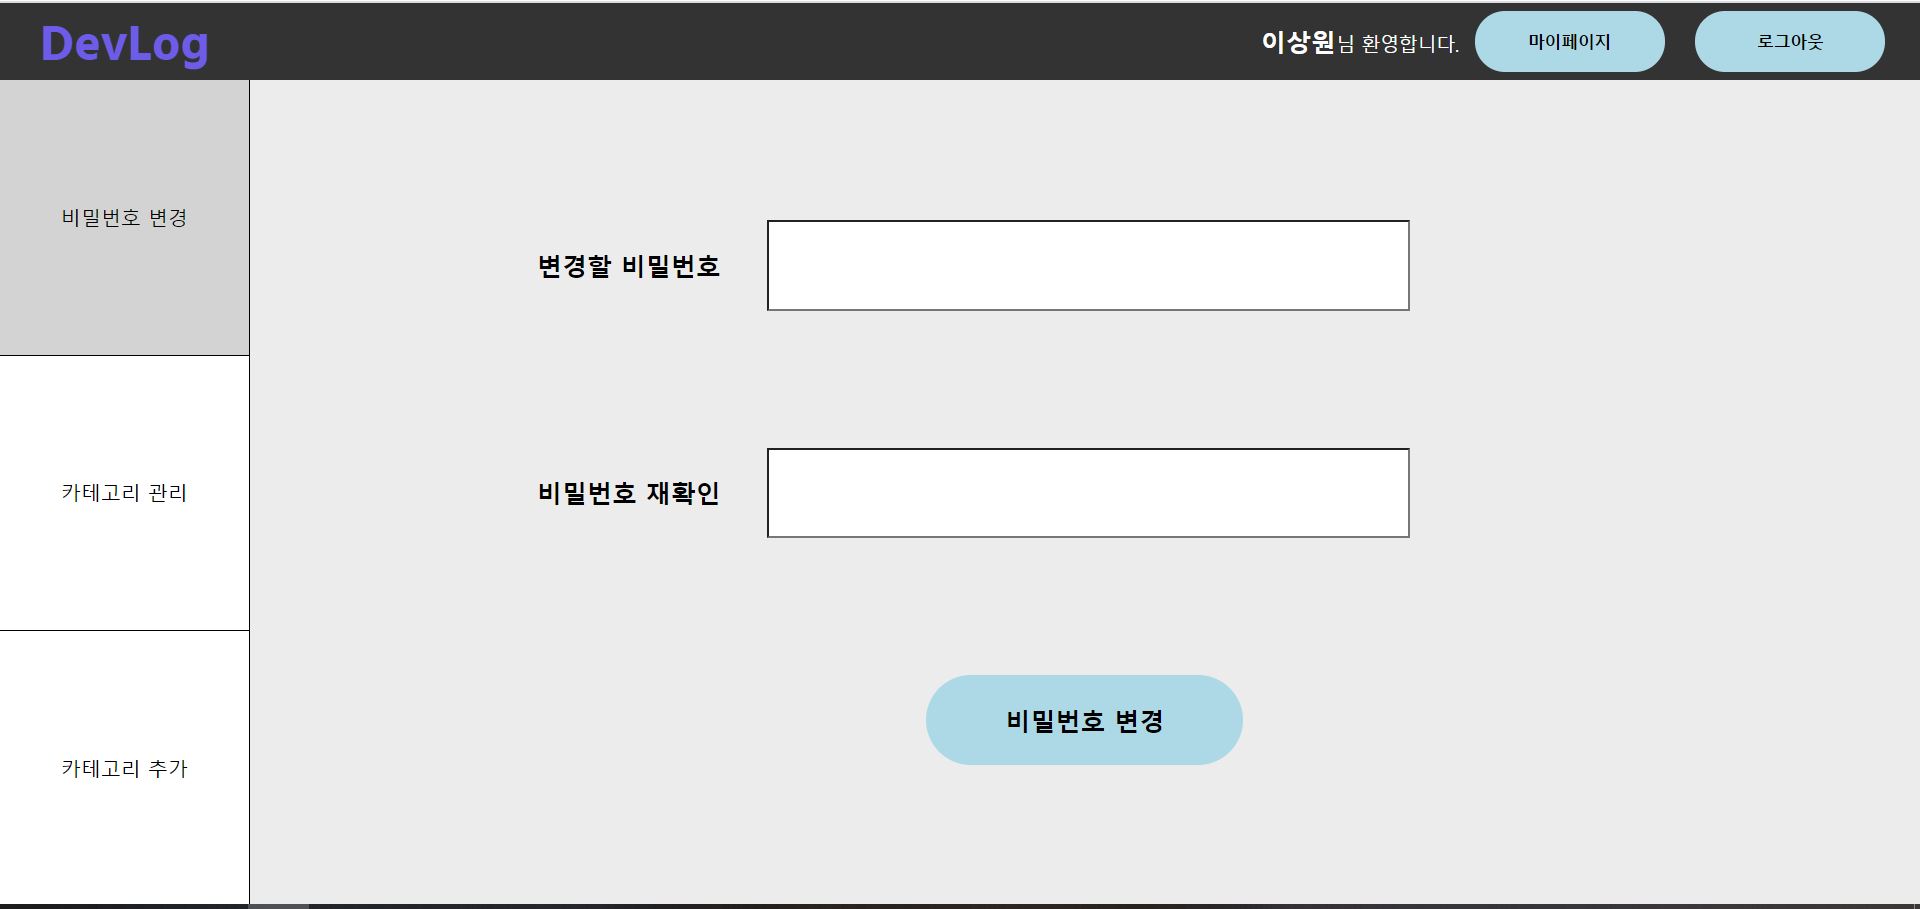 DevLog
이상원님 환영합니다.
마이페이지
로그아웃
비밀번호 변경
카테고리 관리
카테고리 추가
변경할 비밀번호
비밀번호 재확인
비밀번호 변경